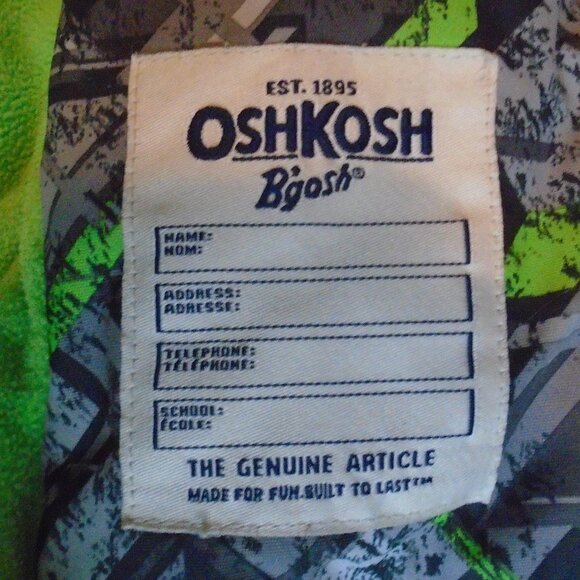 EST. 1895
OSHKOSH
B'gosh®
NAME:
NOM:
ADDRESS:
ADRESSE:
TELEPHONE:
TÉLÉPHONE:
SCHOOL:
ÉCOLE:
THE GENUINE ARTICLE
MADE FOR FUN.BUILT TO LAST™